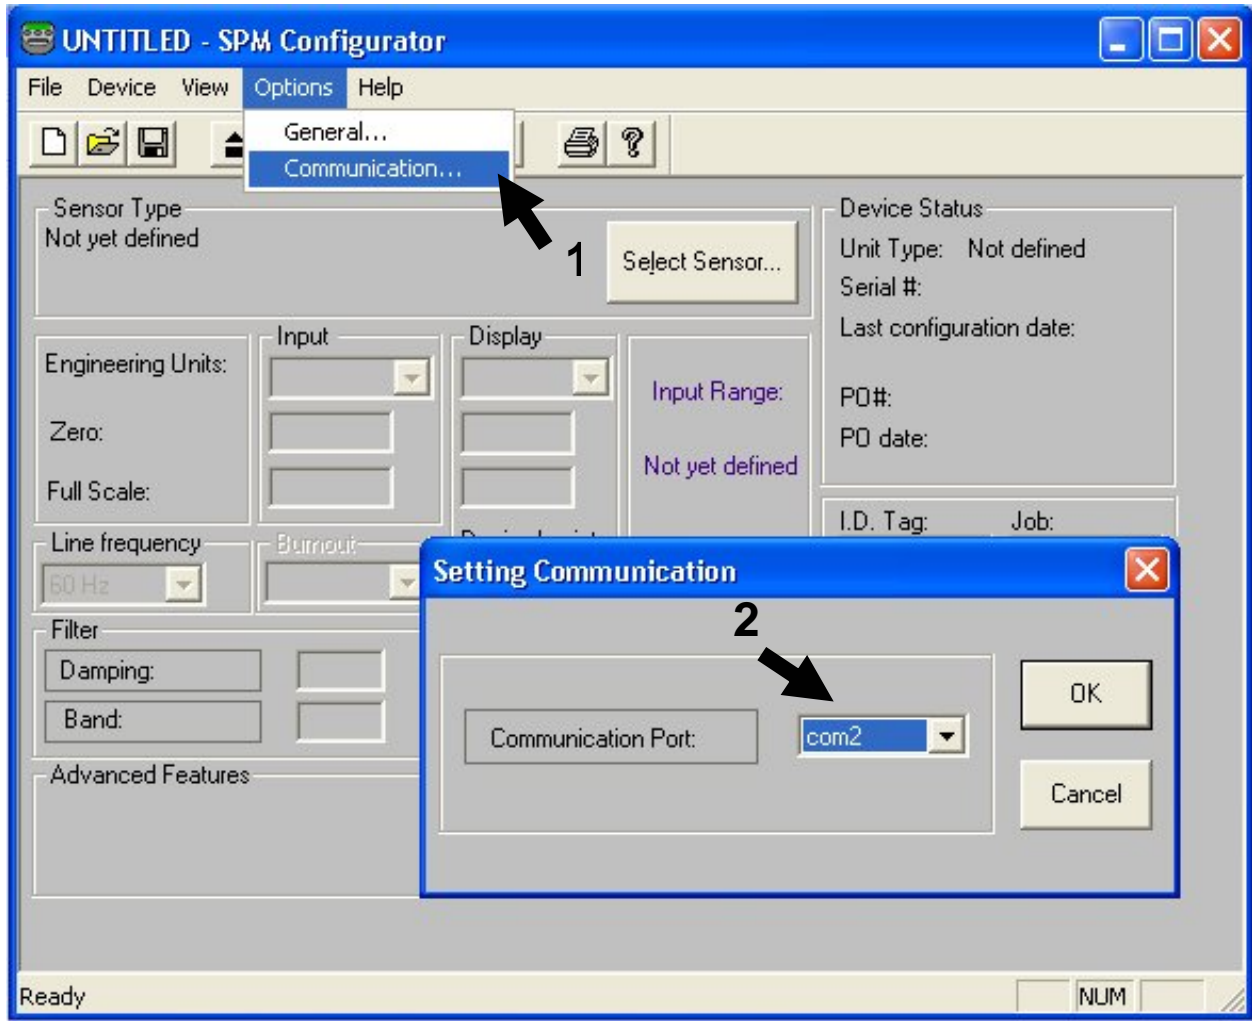 UNTITLED - SPM Configurator
File Device View Options Help
General...
Communication...
1
Sensor Type
Not yet defined
Select Sensor...
Device Status
Unit Type: Not defined
Serial #:
Last configuration date:
PO#:
PO date:
Input
Display
Engineering Units:
Zero:
Full Scale:
Input Range:
Not yet defined
I.D. Tag: Job:
Line frequency
60 Hz
Burnout
Filter
Damping:
Band:
Advanced Features
Setting Communication
2
Communication Port:
com2
OK
Cancel
Ready
NUM